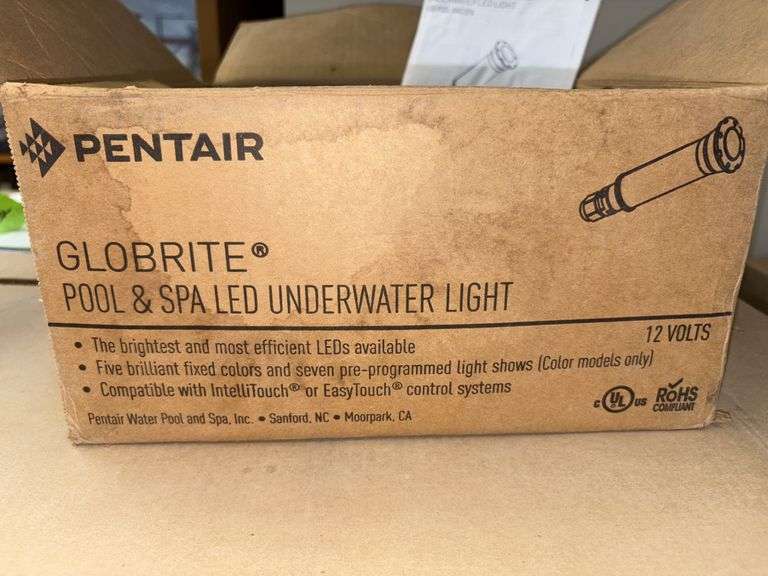 PENTAIR
GLOBRITE®
POOL & SPA LED UNDERWATER LIGHT
12 VOLTS
• The brightest and most efficient LEDs available
• Five brilliant fixed colors and seven pre-programmed light shows (Color models only)
• Compatible with IntelliTouch® or EasyTouch® control systems
Pentair Water Pool and Spa, Inc. • Sanford, NC • Moorpark, CA
C UL US
RoHS
COMPLIANT